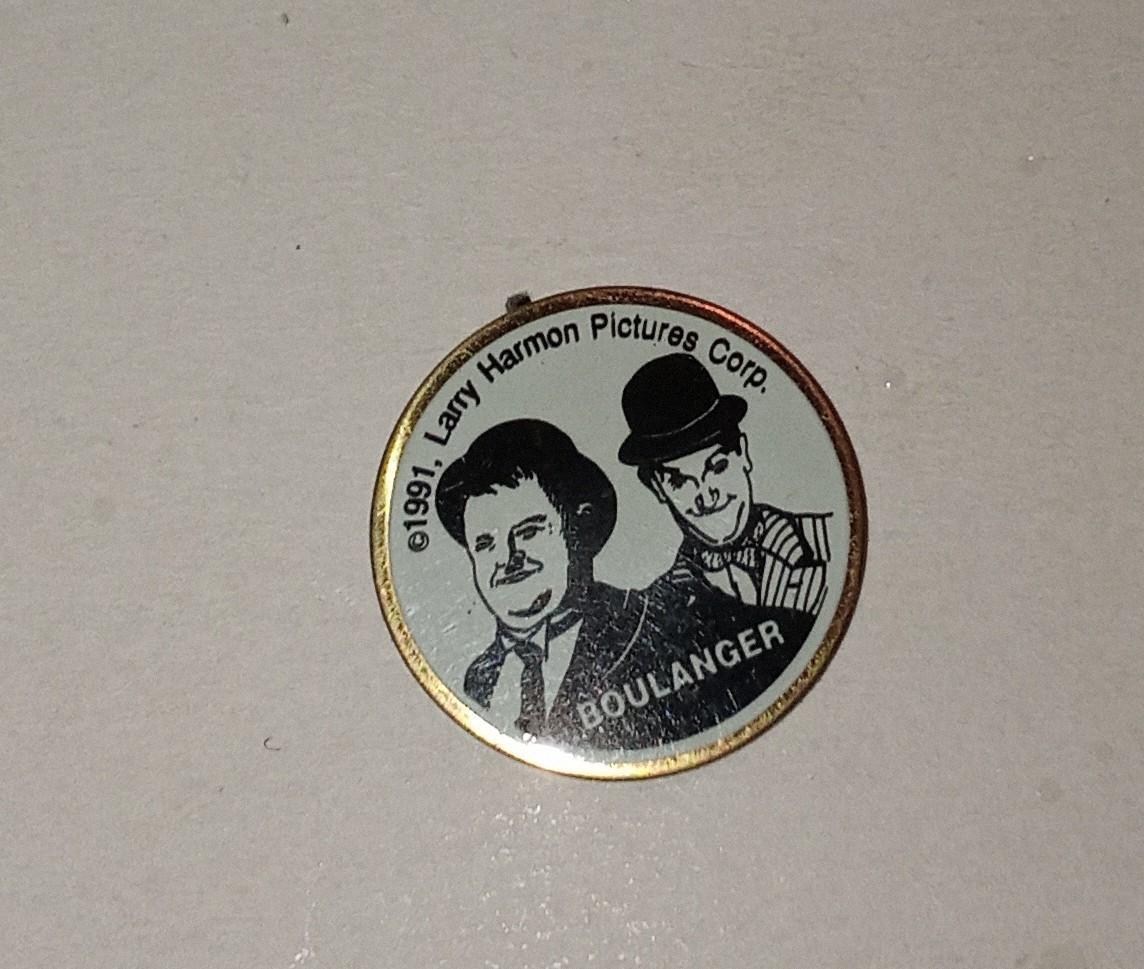 ©1991, Larry Harmon Pictures Corp.
BOULANGER